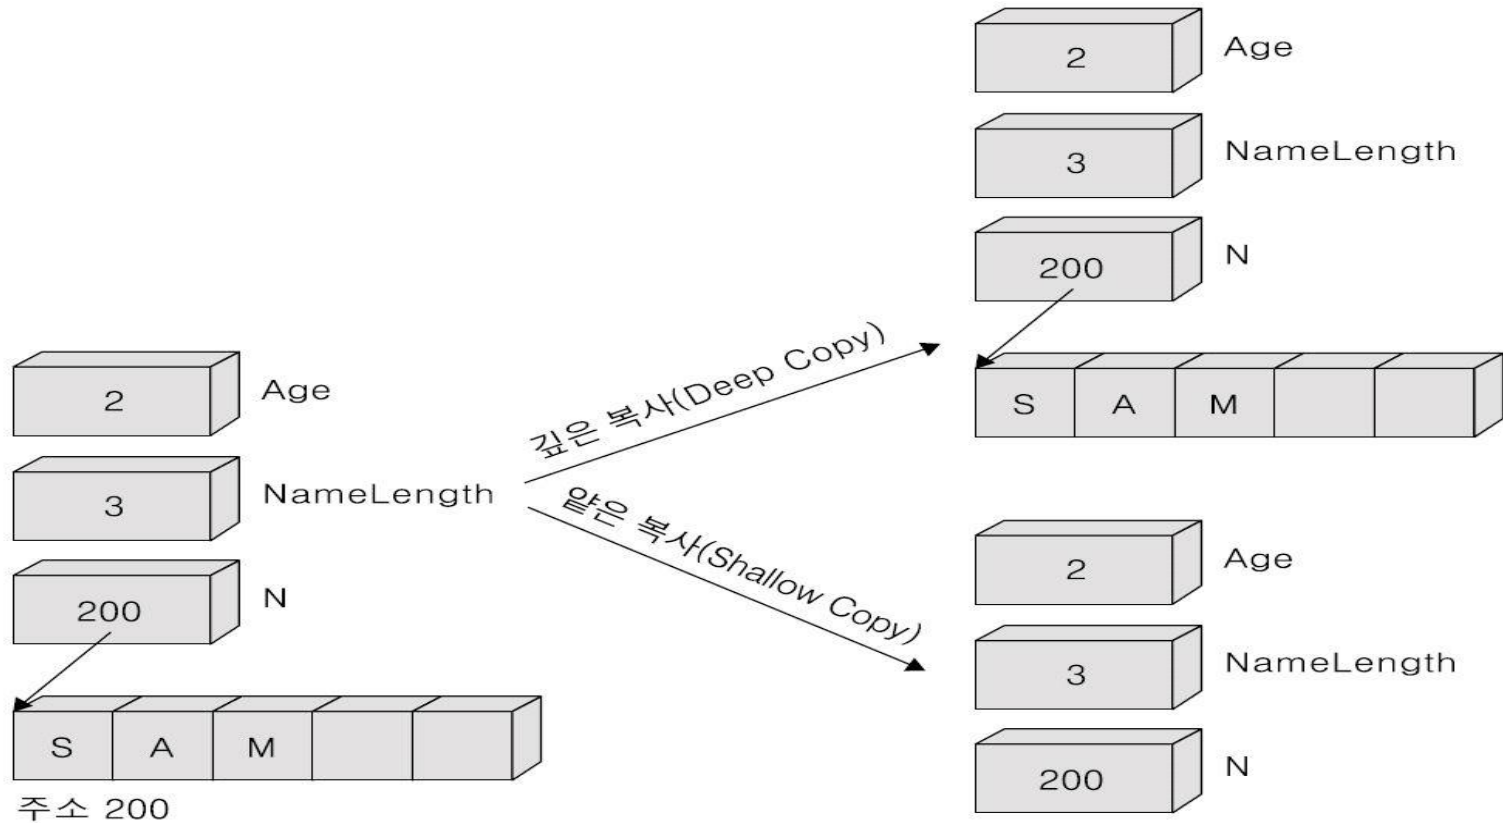 2 Age
3 NameLength
200 N
S A M
주소 200
깊은 복사(Deep Copy)
얕은 복사(Shallow Copy)
2 Age
3 NameLength
200 N
S A M
2 Age
3 NameLength
200 N